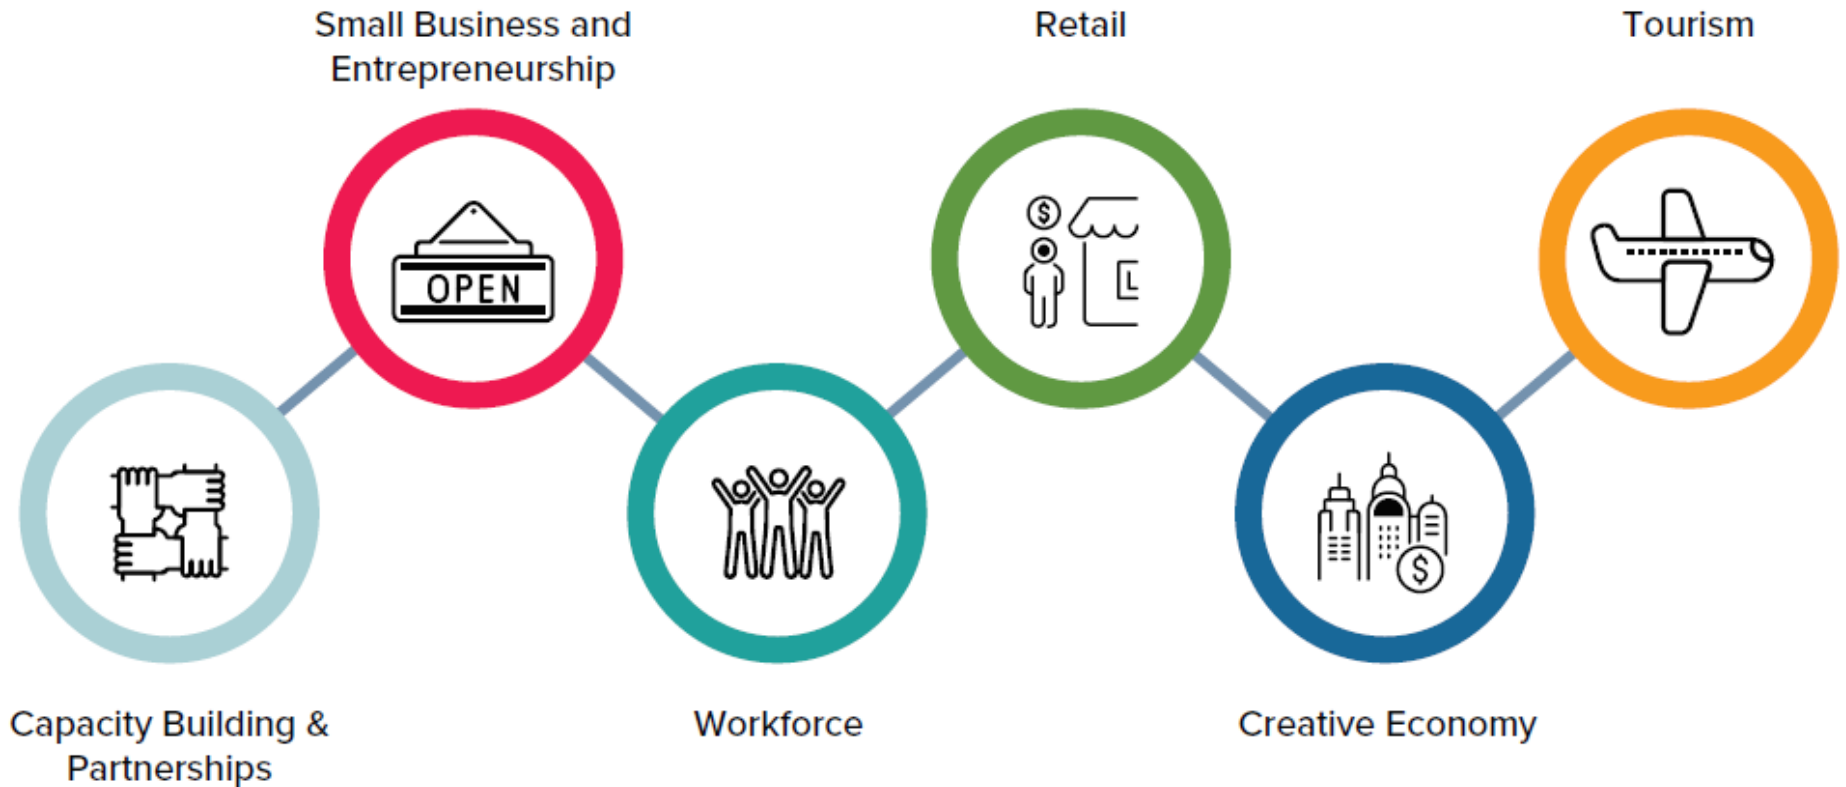 Small Business and
Entrepreneurship
Retail
Tourism
$
OPEN
$
Capacity Building &
Partnerships
Workforce
Creative Economy